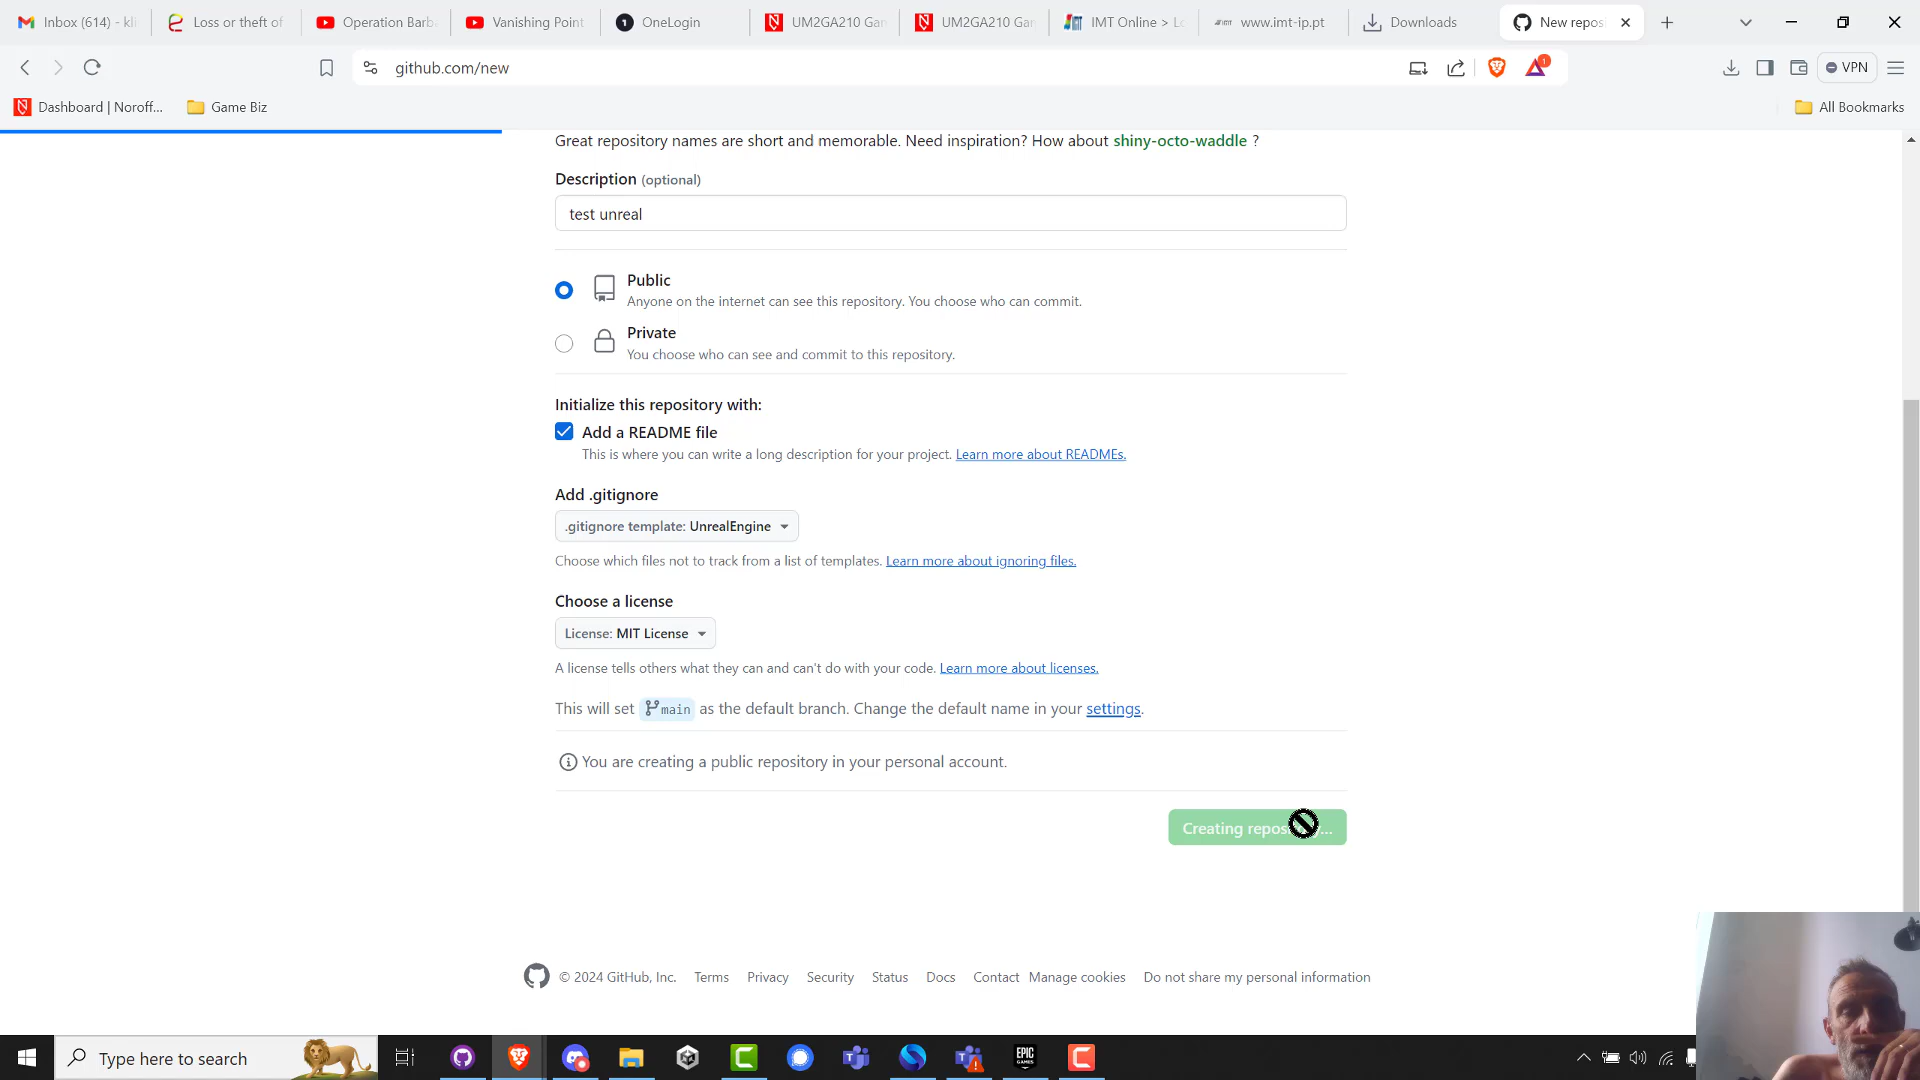 Inbox (614) - kli
Loss or theft of
Operation Barba
Vanishing Point
OneLogin
UM2GA210 Gam
UM2GA210 Gam
IMT Online > Lo
www.imt-ip.pt
Downloads
New repos
github.com/new
1
VPN
Dashboard | Noroff...
Game Biz
All Bookmarks
Great repository names are short and memorable. Need inspiration? How about shiny-octo-waddle ?
Description (optional)
test unreal
Public
Anyone on the internet can see this repository. You choose who can commit.
Private
You choose who can see and commit to this repository.
Initialize this repository with:
Add a README file
This is where you can write a long description for your project. Learn more about READMEs.
Add .gitignore
.gitignore template: UnrealEngine
Choose which files not to track from a list of templates. Learn more about ignoring files.
Choose a license
License: MIT License
A license tells others what they can and can't do with your code. Learn more about licenses.
This will set main as the default branch. Change the default name in your settings.
You are creating a public repository in your personal account.
Creating repos...
© 2024 GitHub, Inc. Terms Privacy Security Status Docs Contact Manage cookies Do not share my personal information
Type here to search
EPIC
GAMES